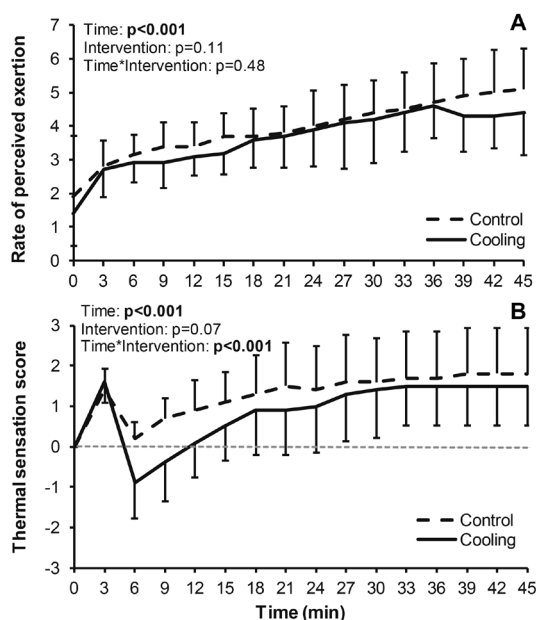 A
Time: p<0.001
Intervention: p=0.11
Time*Intervention: p=0.48
Rate of perceived exertion
7
6
5
4
3
2
1
0
Control
Cooling
0 3 6 9 12 15 18 21 24 27 30 33 36 39 42 45
B
Time: p<0.001
Intervention: p=0.07
Time*Intervention: p<0.001
Thermal sensation score
3
2
1
0
-1
-2
-3
Control
Cooling
0 3 6 9 12 15 18 21 24 27 30 33 36 39 42 45
Time (min)